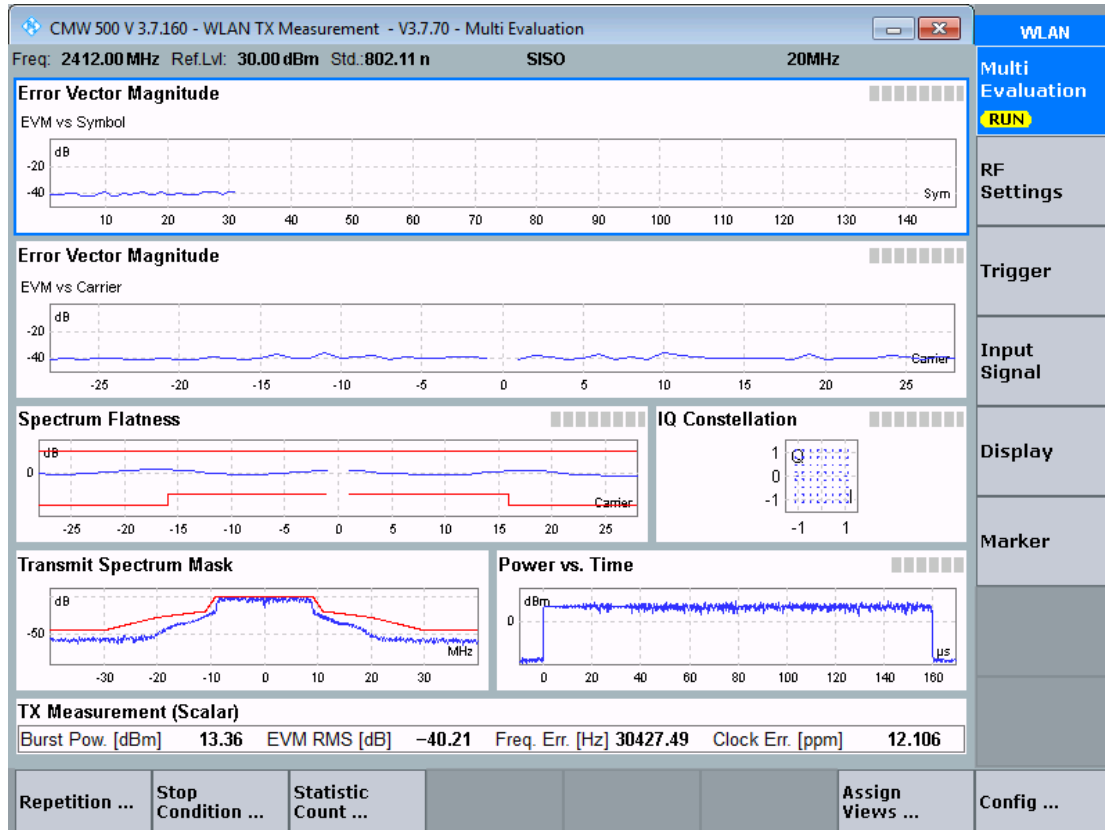 CMW 500 V 3.7.160 - WLAN TX Measurement - V3.7.70 - Multi Evaluation
WLAN
Freq: 2412.00 MHz Ref.Lvl: 30.00 dBm Std.:802.11 n SISO 20MHz
Multi
Evaluation
RUN
Error Vector Magnitude
EVM vs Symbol
dB
-20
-40
Sym
10 20 30 40 50 60 70 80 90 100 110 120 130 140
RF
Settings
Error Vector Magnitude
EVM vs Carrier
dB
-20
-40
Carrier
-25 -20 -15 -10 -5 0 5 10 15 20 25
Trigger
Input
Signal
Spectrum Flatness
dB
0
Carrier
-25 -20 -15 -10 -5 0 5 10 15 20 25
IQ Constellation
1
Q
0
-1
I
-1 1
Display
Marker
Transmit Spectrum Mask
dB
-50
MHz
-30 -20 -10 0 10 20 30
Power vs. Time
dBm
0
µs
0 20 40 60 80 100 120 140 160
TX Measurement (Scalar)
Burst Pow. [dBm] 13.36 EVM RMS [dB] −40.21 Freq. Err. [Hz] 30427.49 Clock Err. [ppm] 12.106
Repetition ...
Stop
Condition ...
Statistic
Count ...
Assign
Views ...
Config ...